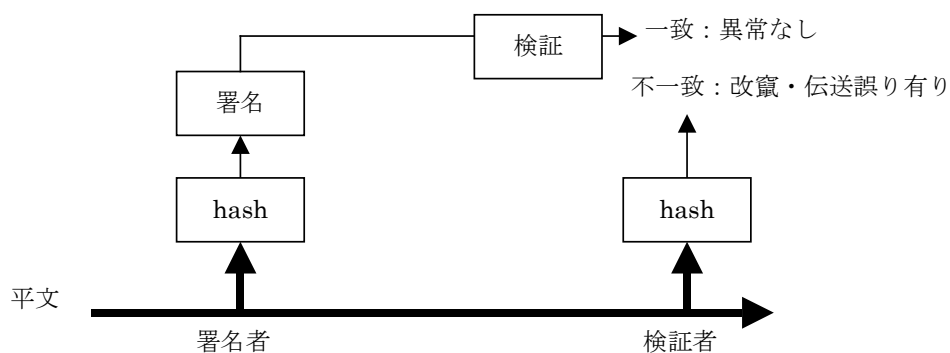 検証
一致：異常なし
署名
不一致：改竄・伝送誤り有り
hash
hash
平文
署名者
検証者